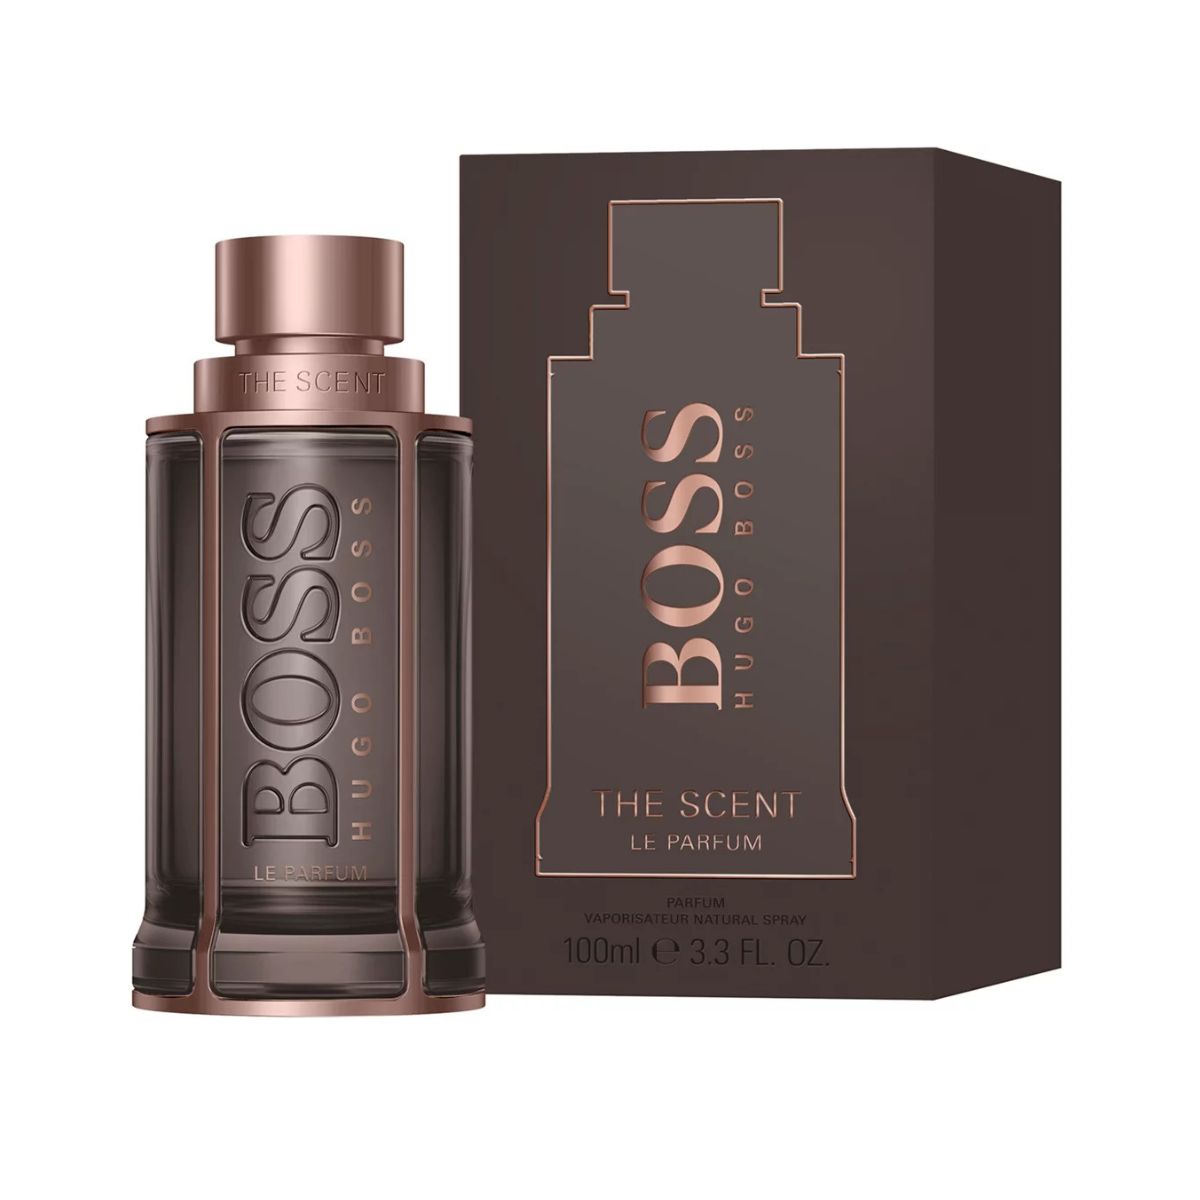 THE SCENT
BOSS
HUGO BOSS
LE PARFUM
BOSS
HUGO BOSS
THE SCENT
LE PARFUM
PARFUM
VAPORISATEUR NATURAL SPRAY
100ml ℮ 3.3 FL. OZ.